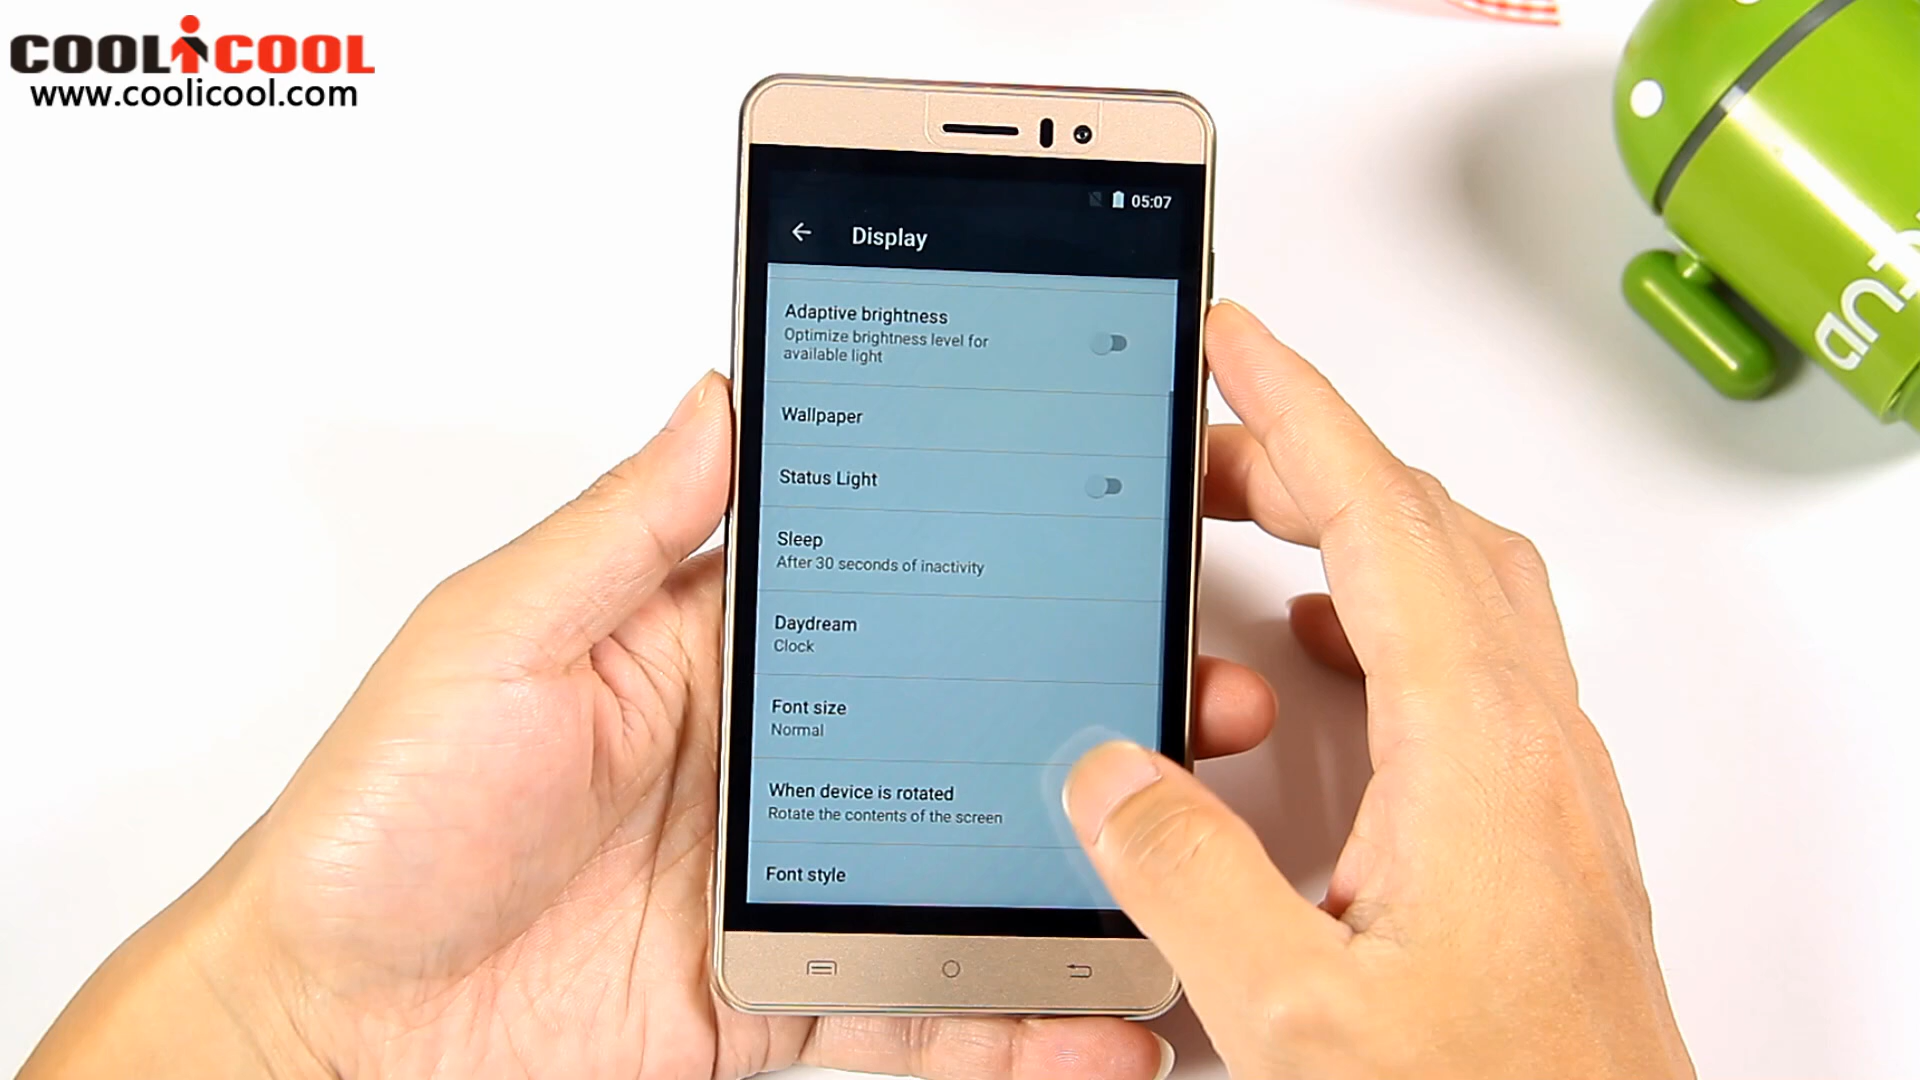 COOLiCOOL
www.coolicool.com
05:07
Display
Adaptive brightness
Optimize brightness level for
available light
Wallpaper
Status Light
Sleep
After 30 seconds of inactivity
Daydream
Clock
Font size
Normal
When device is rotated
Rotate the contents of the screen
Font style